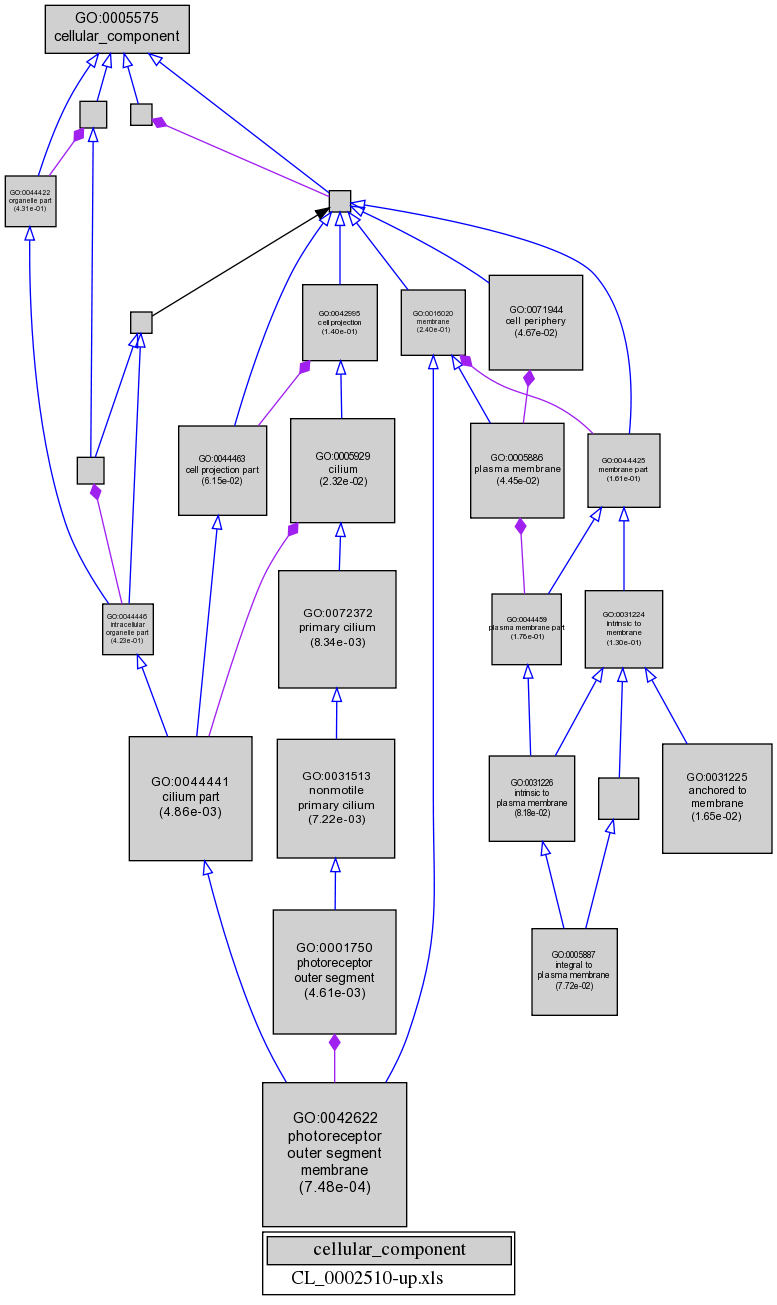 GO:0005575
cellular_component
GO:0044422
organelle part
(4.31e-01)
GO:0042995
cell projection
(1.40e-01)
GO:0016020
membrane
(2.40e-01)
GO:0071944
cell periphery
(4.67e-02)
GO:0044463
cell projection part
(6.15e-02)
GO:0005929
cilium
(2.32e-02)
GO:0005886
plasma membrane
(4.45e-02)
GO:0044425
membrane part
(1.61e-01)
GO:0044446
intracellular
organelle part
(4.23e-01)
GO:0072372
primary cilium
(8.34e-03)
GO:0044459
plasma membrane part
(1.76e-01)
GO:0031224
intrinsic to
membrane
(1.30e-01)
GO:0044441
cilium part
(4.86e-03)
GO:0031513
nonmotile
primary cilium
(7.22e-03)
GO:0031226
intrinsic to
plasma membrane
(8.18e-02)
GO:0031225
anchored to
membrane
(1.65e-02)
GO:0001750
photoreceptor
outer segment
(4.61e-03)
GO:0005887
integral to
plasma membrane
(7.72e-02)
GO:0042622
photoreceptor
outer segment
membrane
(7.48e-04)
cellular_component
CL_0002510-up.xls